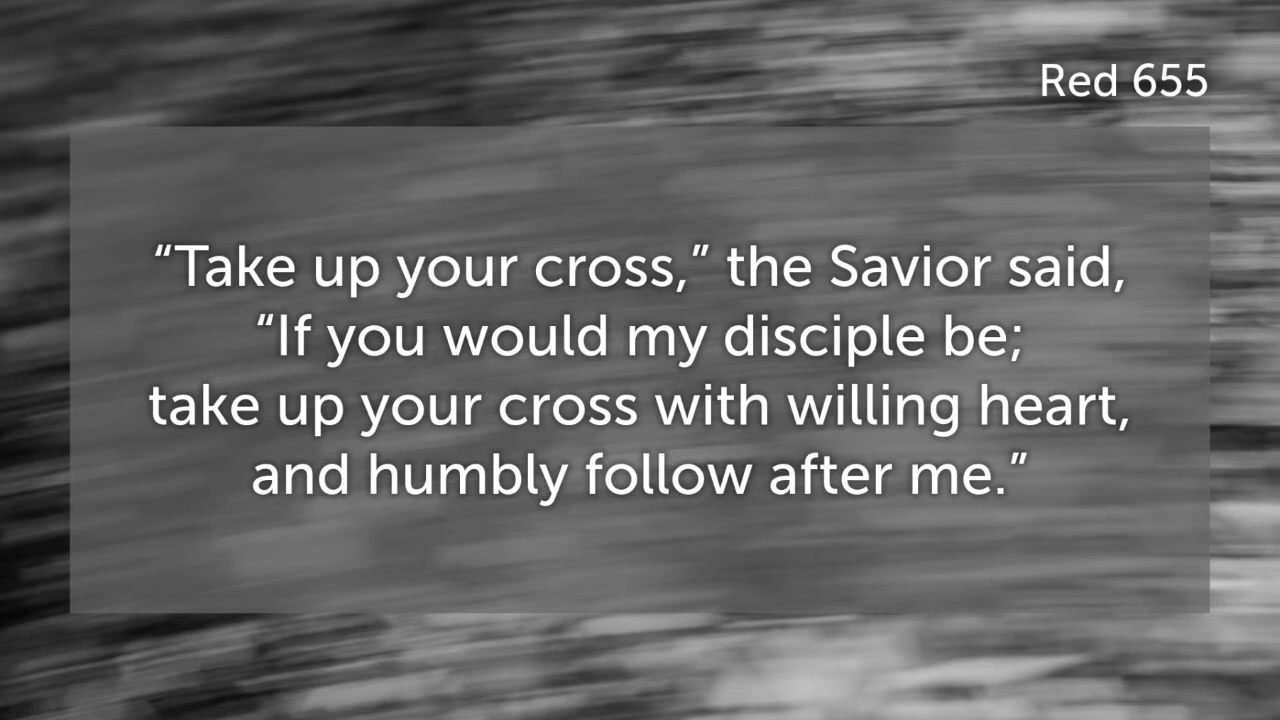 Red 655
“Take up your cross,” the Savior said,
“If you would my disciple be;
take up your cross with willing heart,
and humbly follow after me.”